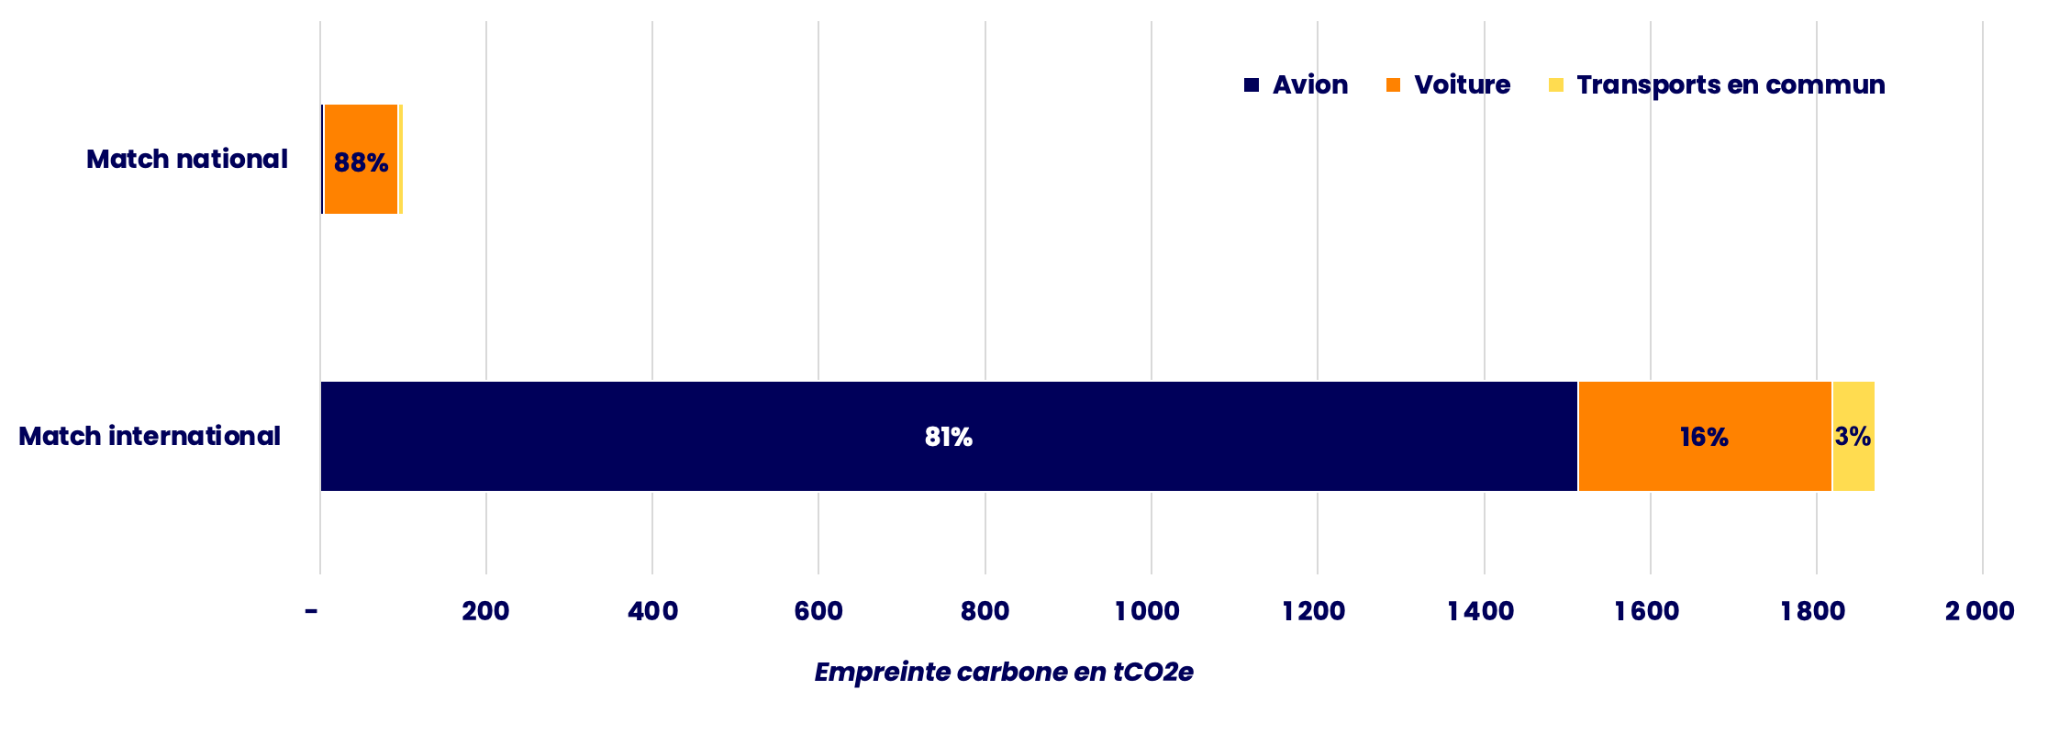 Avion Voiture Transports en commun
Match national
88%
Match international
81% 16% 3%
- 200 400 600 800 1 000 1 200 1 400 1 600 1 800 2 000
Empreinte carbone en tCO2e